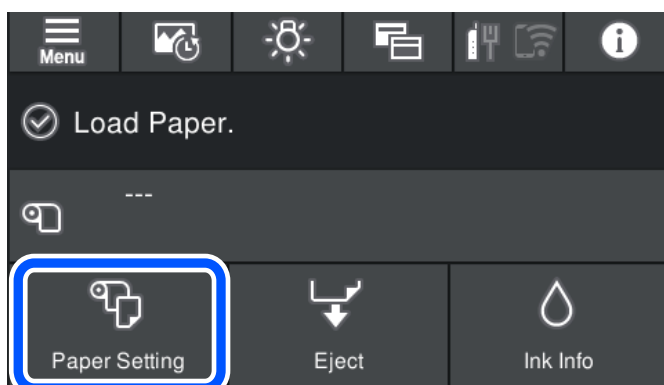 Menu
Load Paper.
---
Paper Setting
Eject
Ink Info